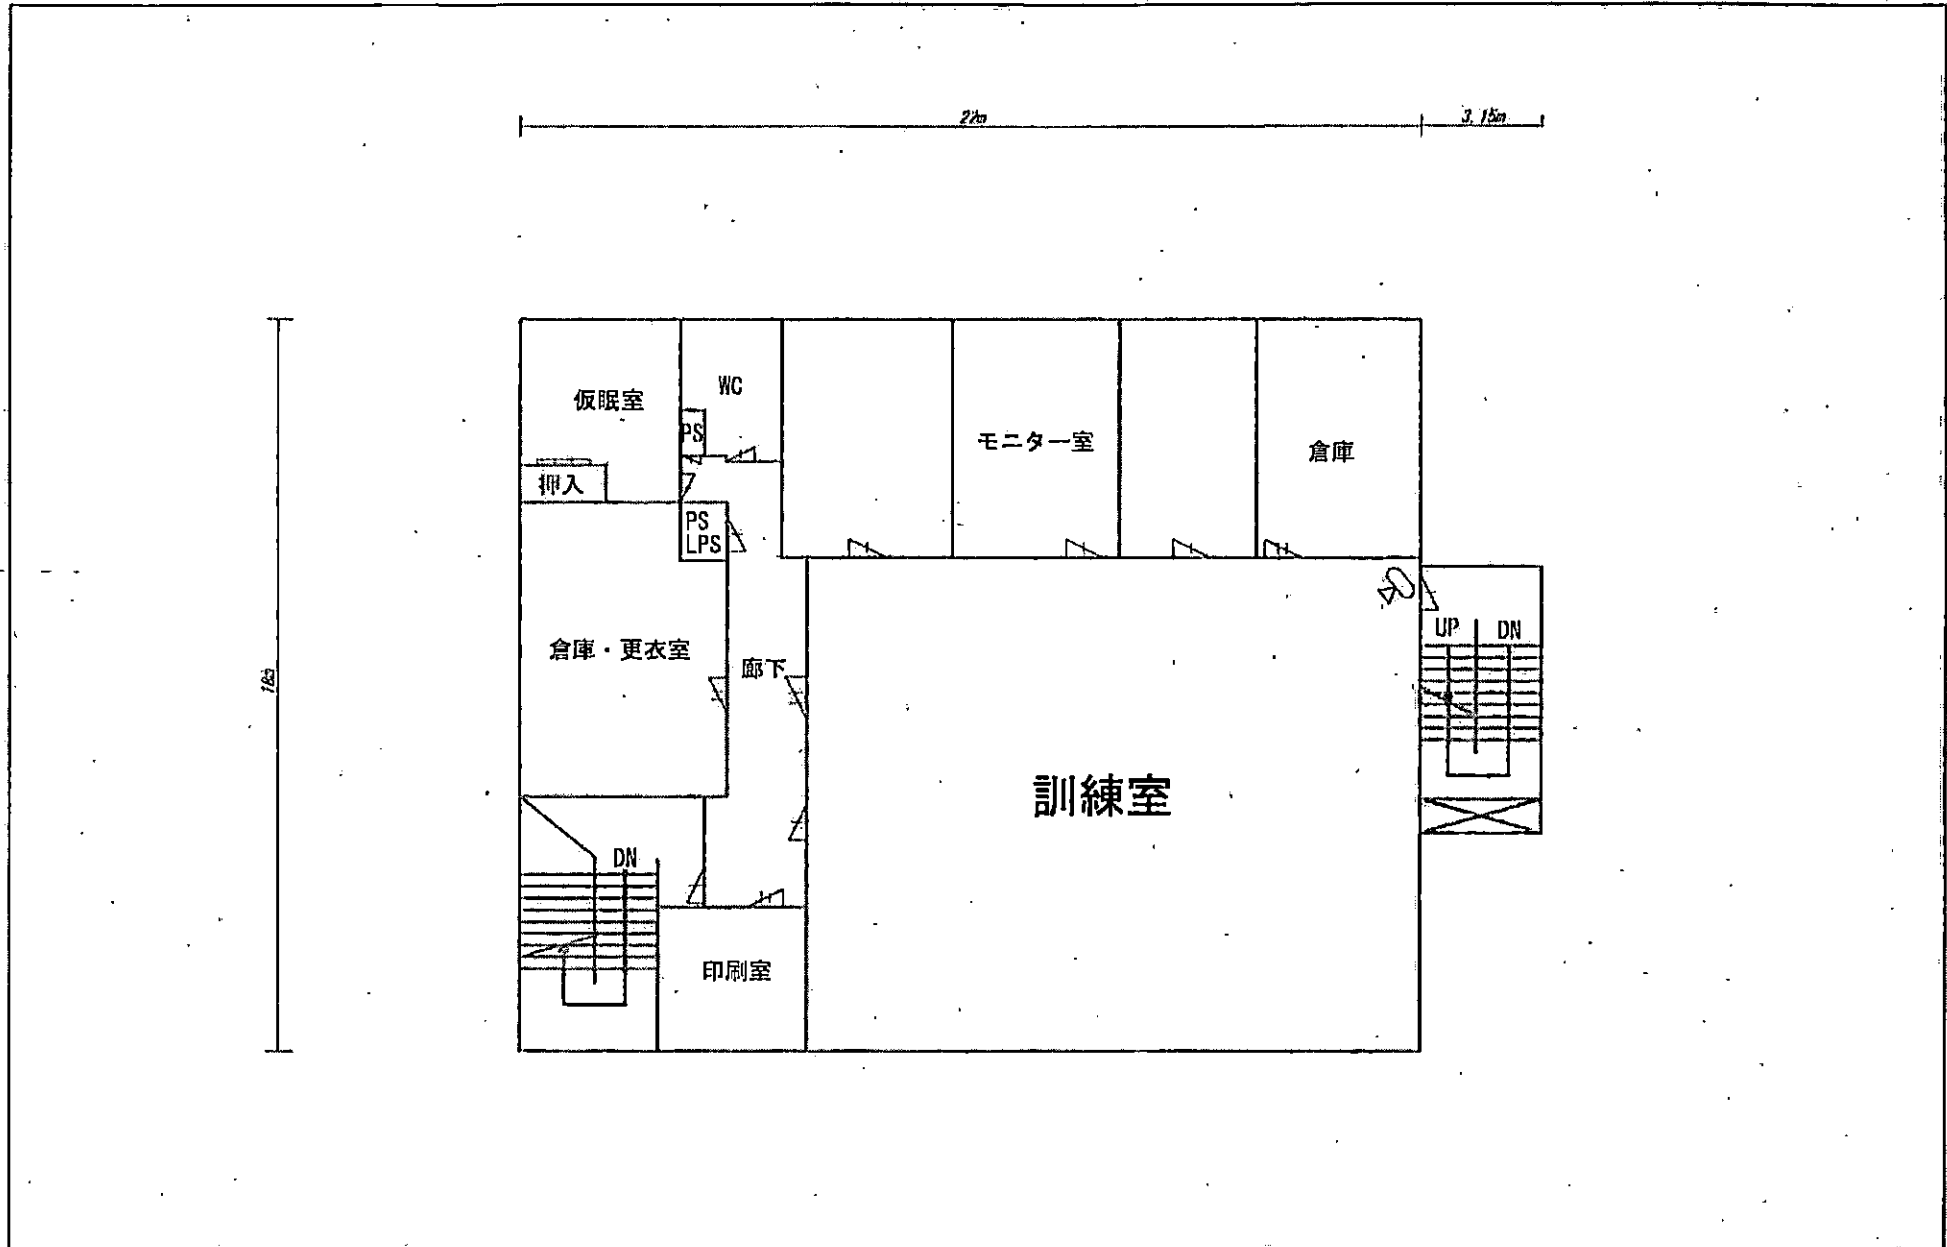 22m
3.15m
仮眠室
WC
PS
モニター室
倉庫
押入
PS
LPS
UP
DN
倉庫・更衣室
廊下
18m
訓練室
DN
印刷室